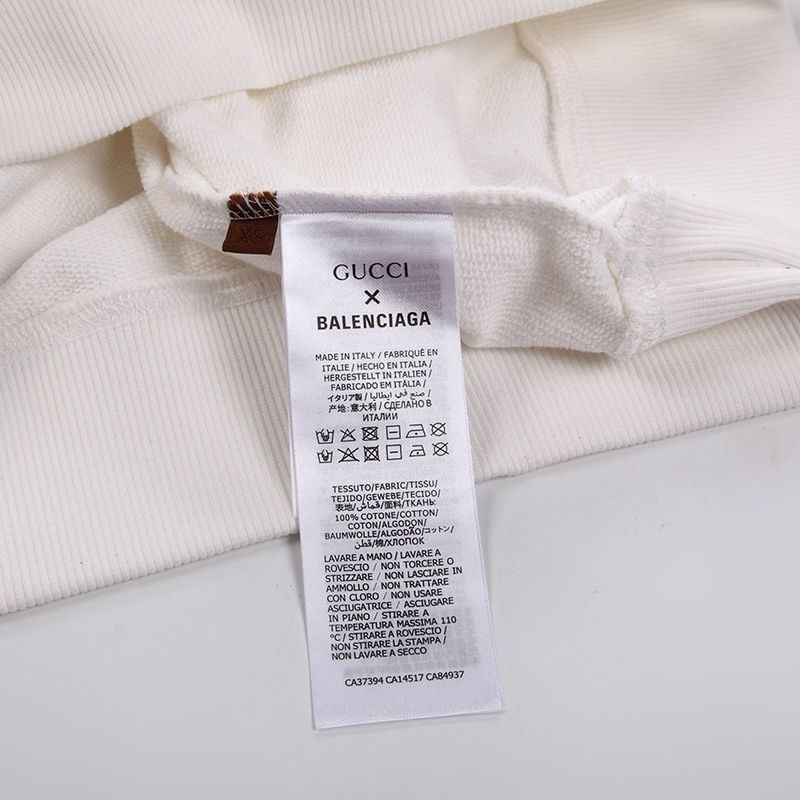 XS
GUCCI
X
BALENCIAGA
MADE IN ITALY / FABRIQUÉ EN
ITALIE / HECHO EN ITALIA /
HERGESTELLT IN ITALIEN /
FABRICADO EM ITÁLIA /
イタリア製 / صنع في ايطاليا /
产地: 意大利 / СДЕЛАНО В
ИТАЛИИ
TESSUTO/FABRIC/TISSU/
TEJIDO/GEWEBE/TECIDO/
表地/قماش/面料/ТКАНЬ:
100% COTONE/COTTON/
COTON/ALGODON/
BAUMWOLLE/ALGODÃO/コットン/
قطن/棉/ХЛОПОК
LAVARE A MANO / LAVARE A
ROVESCIO / NON TORCERE O
STRIZZARE / NON LASCIARE IN
AMMOLLO / NON TRATTARE
CON CLORO / NON USARE
ASCIUGATRICE / ASCIUGARE
IN PIANO / STIRARE A
TEMPERATURA MASSIMA 110
°C / STIRARE A ROVESCIO /
NON STIRARE LA STAMPA /
NON LAVARE A SECCO
CA37394 CA14517 CA84937